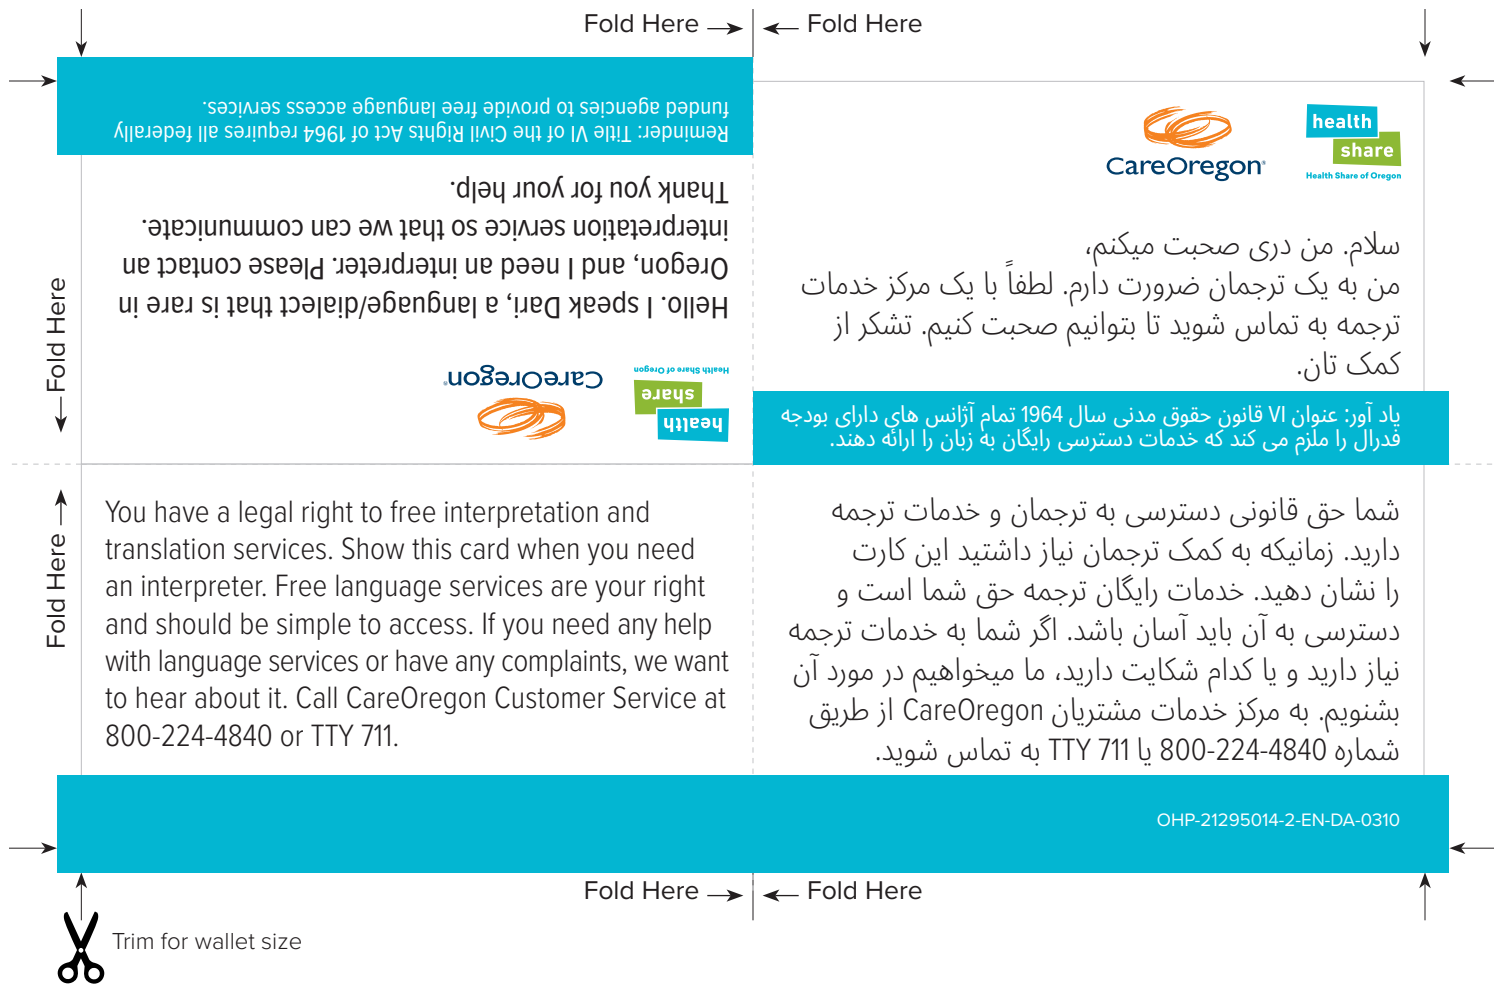 Fold Here
Fold Here
Reminder: Title VI of the Civil Rights Act of 1964 requires all federally
funded agencies to provide free language access services.
Hello. I speak Dari, a language/dialect that is rare in
Oregon, and I need an interpreter. Please contact an
interpretation service so that we can communicate.
Thank you for your help.
health
share
Health Share of Oregon
CareOregon®
Fold Here
CareOregon®
health
share
Health Share of Oregon
سلام. من دری صحبت میکنم،
من به یک ترجمان ضرورت دارم. لطفاً با یک مرکز خدمات
ترجمه به تماس شوید تا بتوانیم صحبت کنیم. تشکر از
کمک تان.
یاد آور: عنوان VI قانون حقوق مدنی سال 1964 تمام آژانس های دارای بودجه
فدرال را ملزم می کند که خدمات دسترسی رایگان به زبان را ارائه دهند.
Fold Here
You have a legal right to free interpretation and
translation services. Show this card when you need
an interpreter. Free language services are your right
and should be simple to access. If you need any help
with language services or have any complaints, we want
to hear about it. Call CareOregon Customer Service at
800-224-4840 or TTY 711.
شما حق قانونی دسترسی به ترجمان و خدمات ترجمه
دارید. زمانیکه به کمک ترجمان نیاز داشتید این کارت
را نشان دهید. خدمات رایگان ترجمه حق شما است و
دسترسی به آن باید آسان باشد. اگر شما به خدمات ترجمه
نیاز دارید و یا کدام شکایت دارید، ما میخواهیم در مورد آن
بشنویم. به مرکز خدمات مشتریان CareOregon از طریق
شماره 800-224-4840 یا TTY 711 به تماس شوید.
OHP-21295014-2-EN-DA-0310
Fold Here
Fold Here
Trim for wallet size